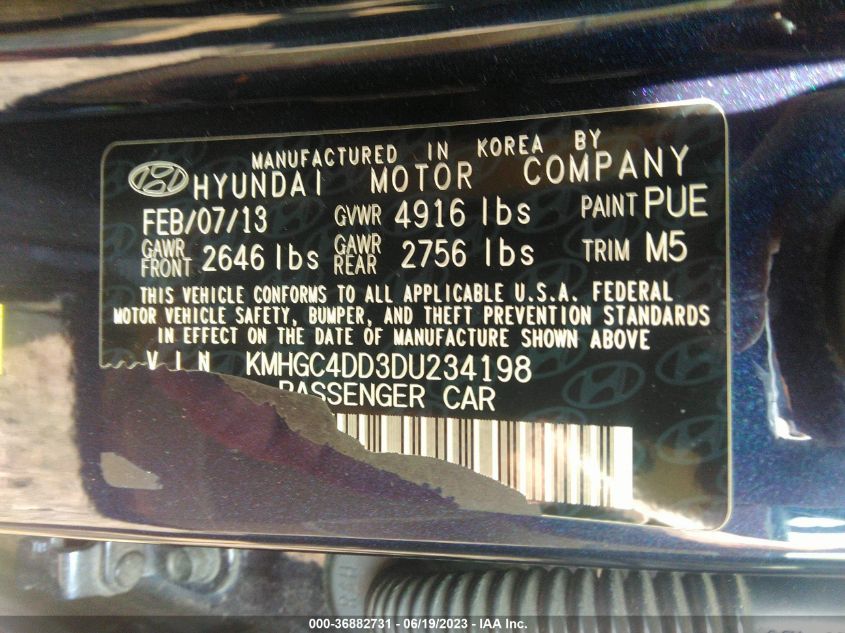 MANUFACTURED IN KOREA BY
HYUNDAI MOTOR COMPANY
FEB/07/13 GVWR 4916 lbs PAINT PUE
GAWR FRONT 2646 lbs GAWR REAR 2756 lbs TRIM M5
THIS VEHICLE CONFORMS TO ALL APPLICABLE U.S.A. FEDERAL
MOTOR VEHICLE SAFETY, BUMPER, AND THEFT PREVENTION STANDARDS
IN EFFECT ON THE DATE OF MANUFACTURE SHOWN ABOVE
VIN KMHGC4DD3DU234198
PASSENGER CAR
000-36882731 - 06/19/2023 - IAA Inc.